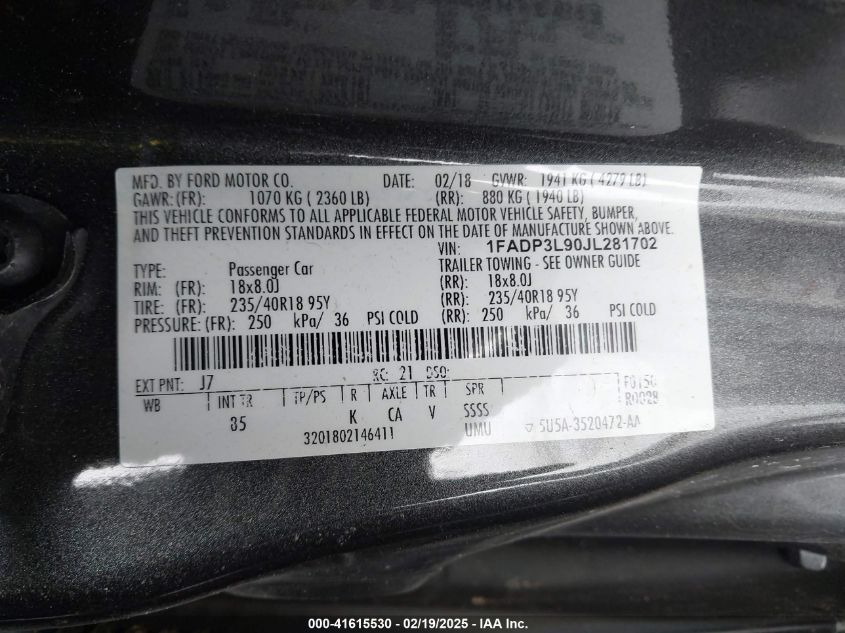 MFD. BY FORD MOTOR CO. DATE: 02/18 GVWR: 1941 KG ( 4279 LB)
GAWR: (FR): 1070 KG ( 2360 LB) (RR): 880 KG ( 1940 LB)
THIS VEHICLE CONFORMS TO ALL APPLICABLE FEDERAL MOTOR VEHICLE SAFETY, BUMPER,
AND THEFT PREVENTION STANDARDS IN EFFECT ON THE DATE OF MANUFACTURE SHOWN ABOVE.
VIN: 1FADP3L90JL281702
TYPE: Passenger Car TRAILER TOWING - SEE OWNER GUIDE
RIM: (FR): 18x8.0J (RR): 18x8.0J
TIRE: (FR): 235/40R18 95Y (RR): 235/40R18 95Y
PRESSURE: (FR): 250 kPa/ 36 PSI COLD (RR): 250 kPa/ 36 PSI COLD
EXT PNT: J7 RC: 21 DSO:
WB INT TR TP/PS R AXLE TR SPR
85 K CA V SSSS
3201802146411 UMU 5U5A-3520472-AA
000-41615530 - 02/19/2025 - IAA Inc.